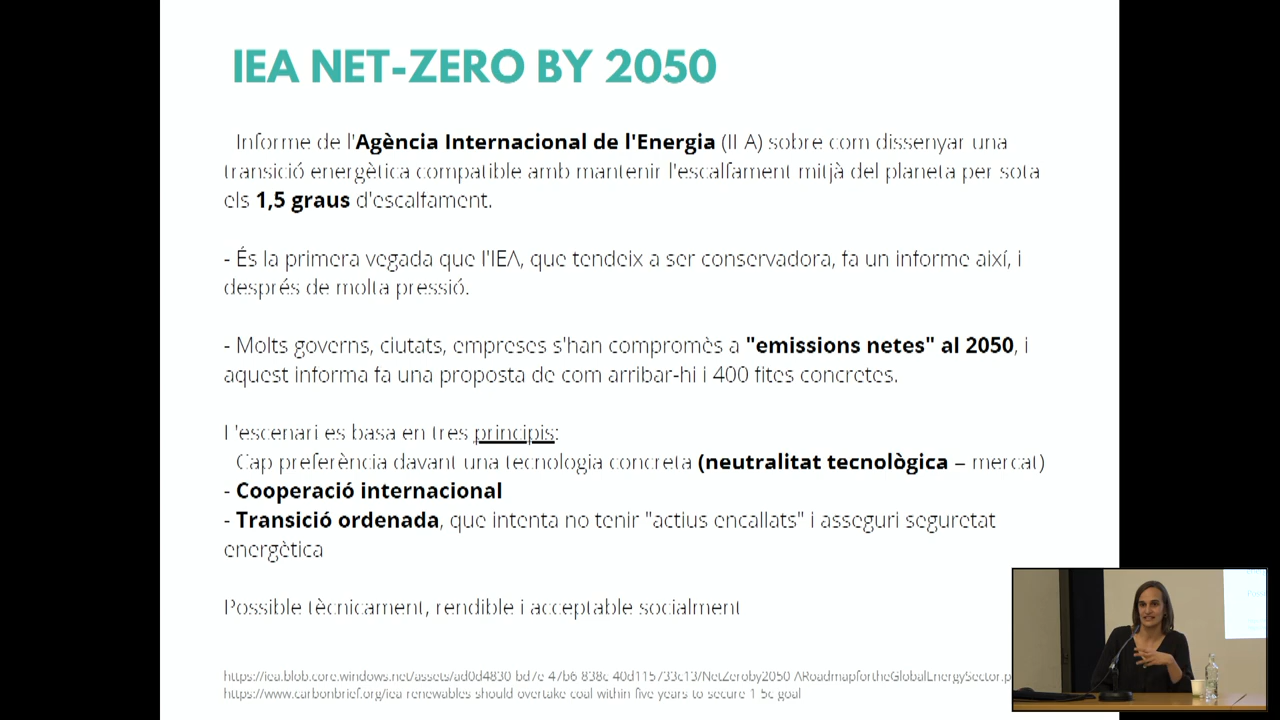 IEA NET-ZERO BY 2050
Informe de l'Agència Internacional de l'Energia (IEA) sobre com dissenyar una
transició energètica compatible amb mantenir l'escalfament mitjà del planeta per sota
els 1,5 graus d'escalfament.
- És la primera vegada que l'IEA, que tendeix a ser conservadora, fa un informe així, i
després de molta pressió.
- Molts governs, ciutats, empreses s'han compromès a "emissions netes" al 2050, i
aquest informa fa una proposta de com arribar-hi i 400 fites concretes.
L'escenari es basa en tres principis:
Cap preferència davant una tecnologia concreta (neutralitat tecnològica – mercat)
- Cooperació internacional
- Transició ordenada, que intenta no tenir "actius encallats" i asseguri seguretat
energètica
Possible tècnicament, rendible i acceptable socialment
https://iea.blob.core.windows.net/assets/ad0d4830-bd7e-47b6-838c-40d115733c13/NetZeroby2050-ARoadmapfortheGlobalEnergySector.p
https://www.carbonbrief.org/iea-renewables-should-overtake-coal-within-five-years-to-secure-1-5c-goal